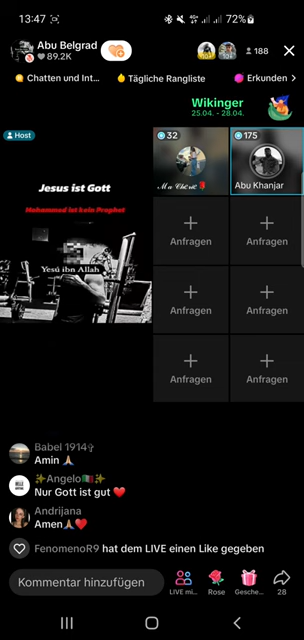 13:47
72%
Abu Belgrad
89.2K
188
Chatten und Int...
Tägliche Rangliste
Erkunden >
Wikinger
25.04. - 28.04.
Host
32
175
Abu Khanjar
Jesus ist Gott
Mohammad ist kein Prophet
Yesú ibn Allah
Anfragen
Anfragen
Anfragen
Anfragen
Anfragen
Anfragen
Babel 1914✞
Amin 🙏🏽
✨Angelo🇮🇹✨
Nur Gott ist gut ❤️
Andrijana
Amen🙏🏽❤️
FenomenoR9 hat dem LIVE einen Like gegeben
Kommentar hinzufügen
LIVE mi...
Rose
Gesche...
28